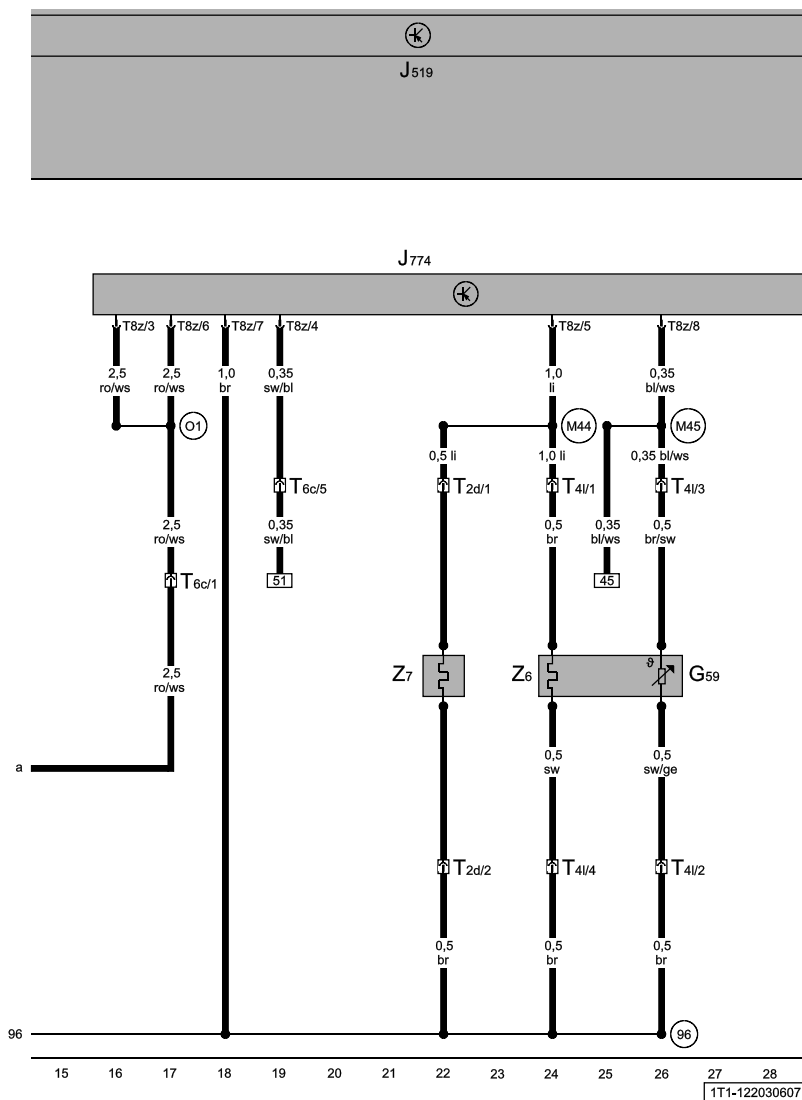 J519
J774
T8z/3
T8z/6
T8z/7
T8z/4
T8z/5
T8z/8
2,5
ro/ws
2,5
ro/ws
1,0
br
0,35
sw/bl
1,0
li
0,35
bl/ws
O1
M44
M45
0,5 li
1,0 li
0,35 bl/ws
T6c/5
T2d/1
T4l/1
T4l/3
2,5
ro/ws
0,35
sw/bl
0,5
br
0,35
bl/ws
0,5
br/sw
T6c/1
51
45
Z7
Z6
ϑ
G59
2,5
ro/ws
a
0,5
sw
0,5
sw/ge
T2d/2
T4l/4
T4l/2
0,5
br
0,5
br
0,5
br
96
96
15 16 17 18 19 20 21 22 23 24 25 26 27 28
1T1-122030607